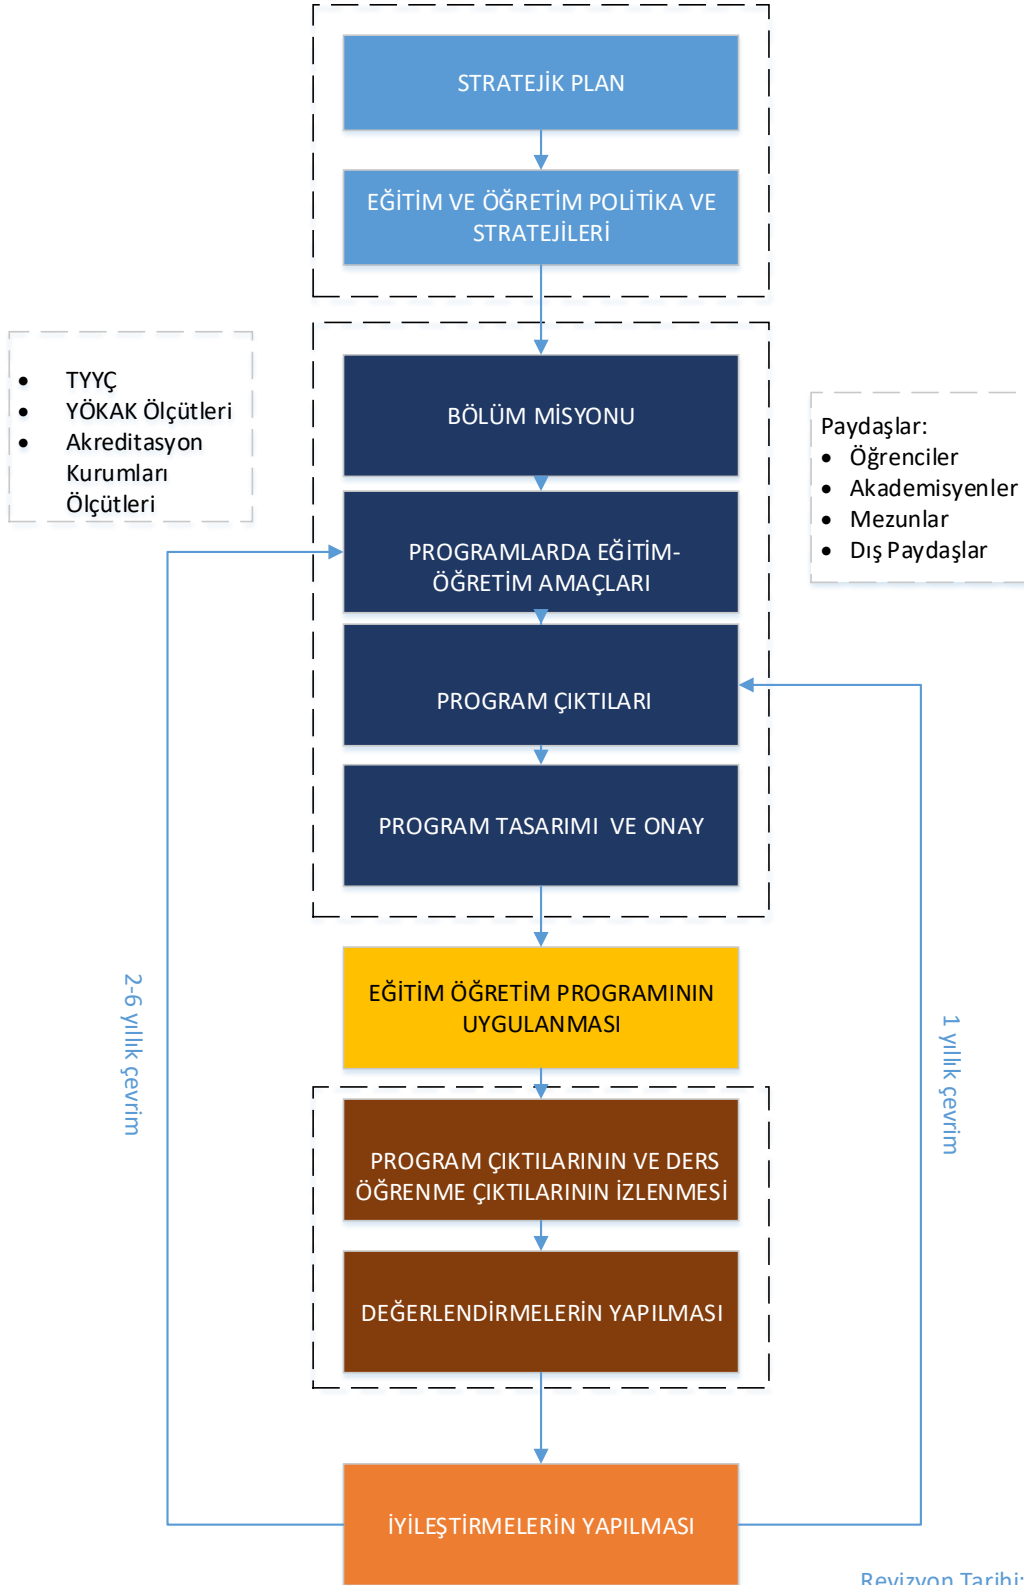 STRATEJİK PLAN
EĞİTİM VE ÖĞRETİM POLİTİKA VE
STRATEJİLERİ
• TYYÇ
• YÖKAK Ölçütleri
• Akreditasyon
Kurumları
Ölçütleri
BÖLÜM MİSYONU
Paydaşlar:
• Öğrenciler
• Akademisyenler
• Mezunlar
• Dış Paydaşlar
PROGRAMLARDA EĞİTİM-
ÖĞRETİM AMAÇLARI
PROGRAM ÇIKTILARI
PROGRAM TASARIMI VE ONAY
EĞİTİM ÖĞRETİM PROGRAMININ
UYGULANMASI
2-6 yıllık çevrim
1 yıllık çevrim
PROGRAM ÇIKTILARININ VE DERS
ÖĞRENME ÇIKTILARININ İZLENMESİ
DEĞERLENDİRMELERİN YAPILMASI
İYİLEŞTİRMELERİN YAPILMASI
Revizyon Tarihi: